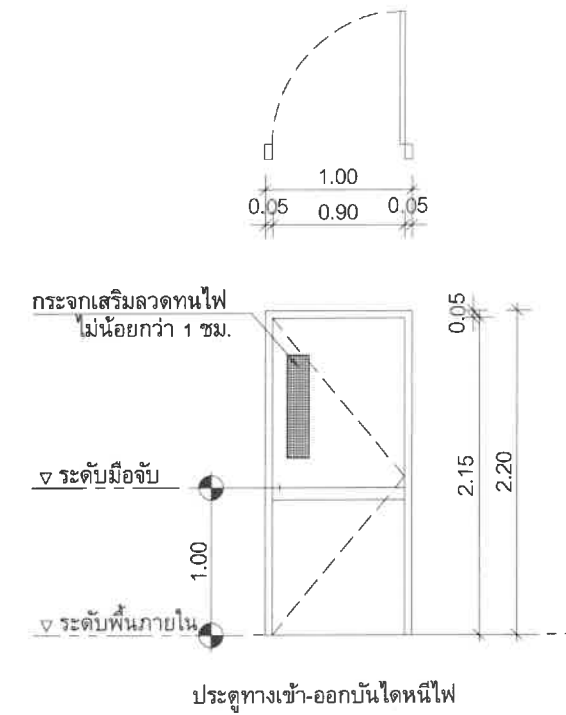 1.00
0.05 0.90 0.05
กระจกเสริมลวดทนไฟ
ไม่น้อยกว่า 1 ชม.
0.05
ระดับมือจับ
2.15
2.20
1.00
ระดับพื้นภายใน
ประตูทางเข้า-ออกบันไดหนีไฟ